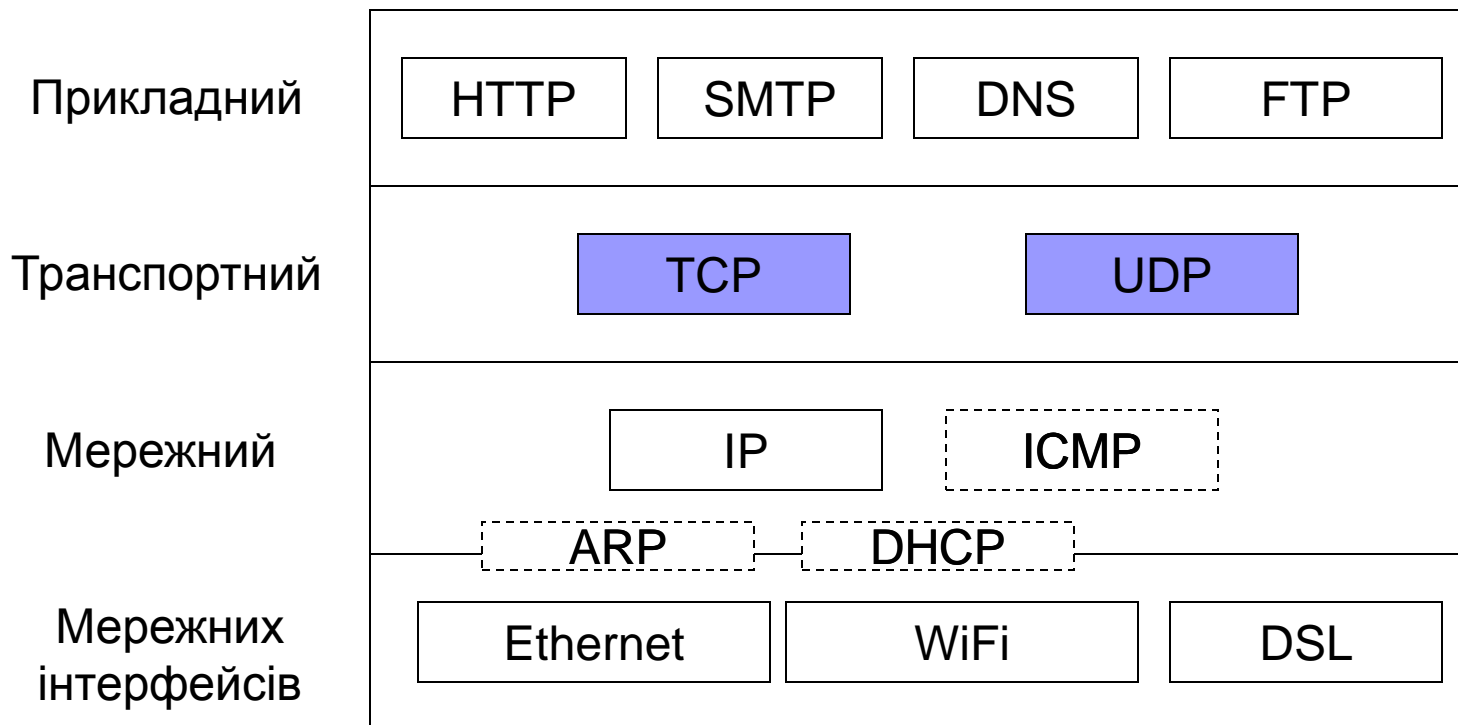 Прикладний
HTTP SMTP DNS FTP
Транспортний
TCP UDP
Мережний
IP ICMP
ARP DHCP
Мережних
інтерфейсів
Ethernet WiFi DSL